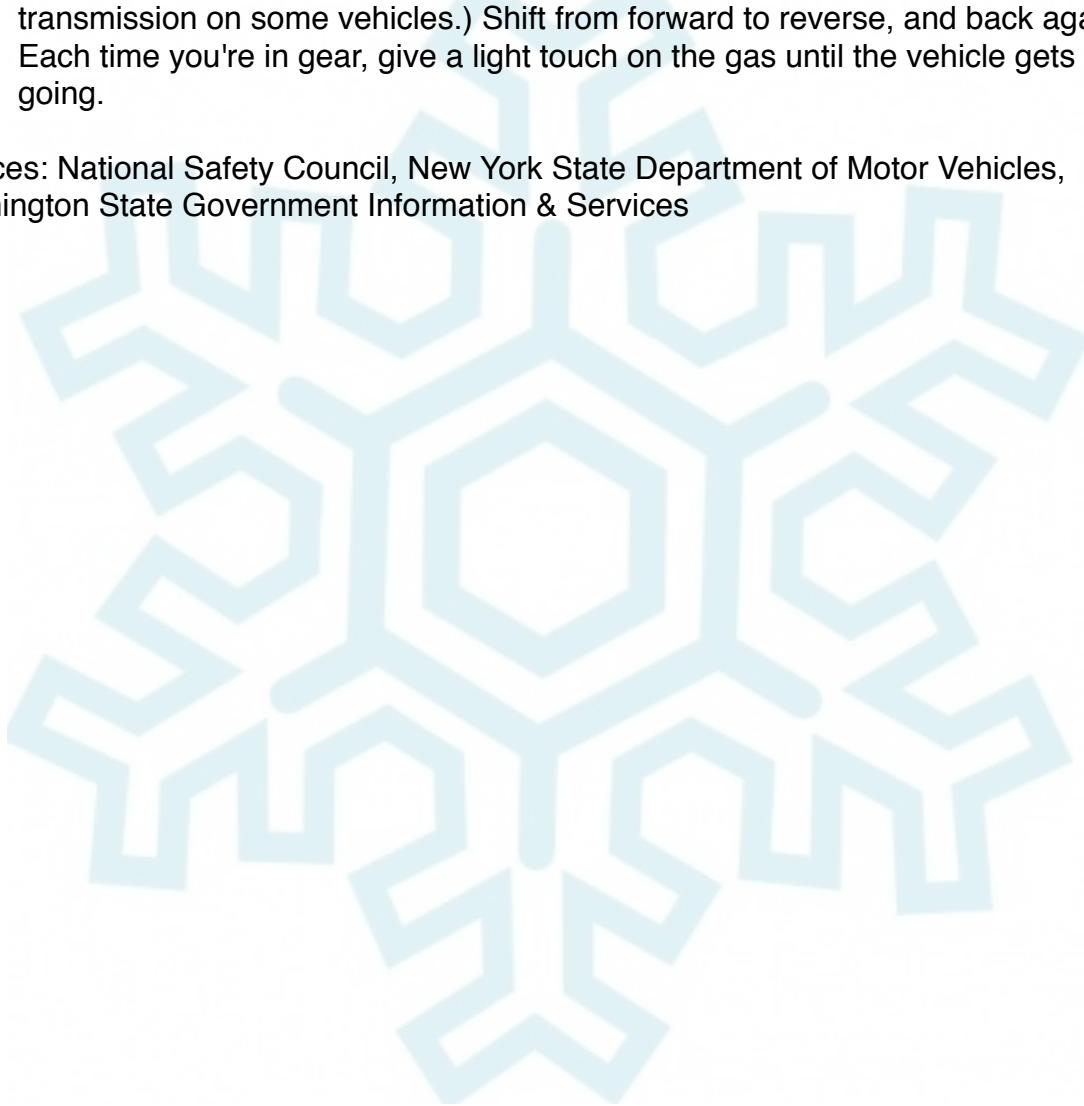 transmission on some vehicles.) Shift from forward to reverse, and back aga
Each time you're in gear, give a light touch on the gas until the vehicle gets
going.
ces: National Safety Council, New York State Department of Motor Vehicles,
ington State Government Information & Services